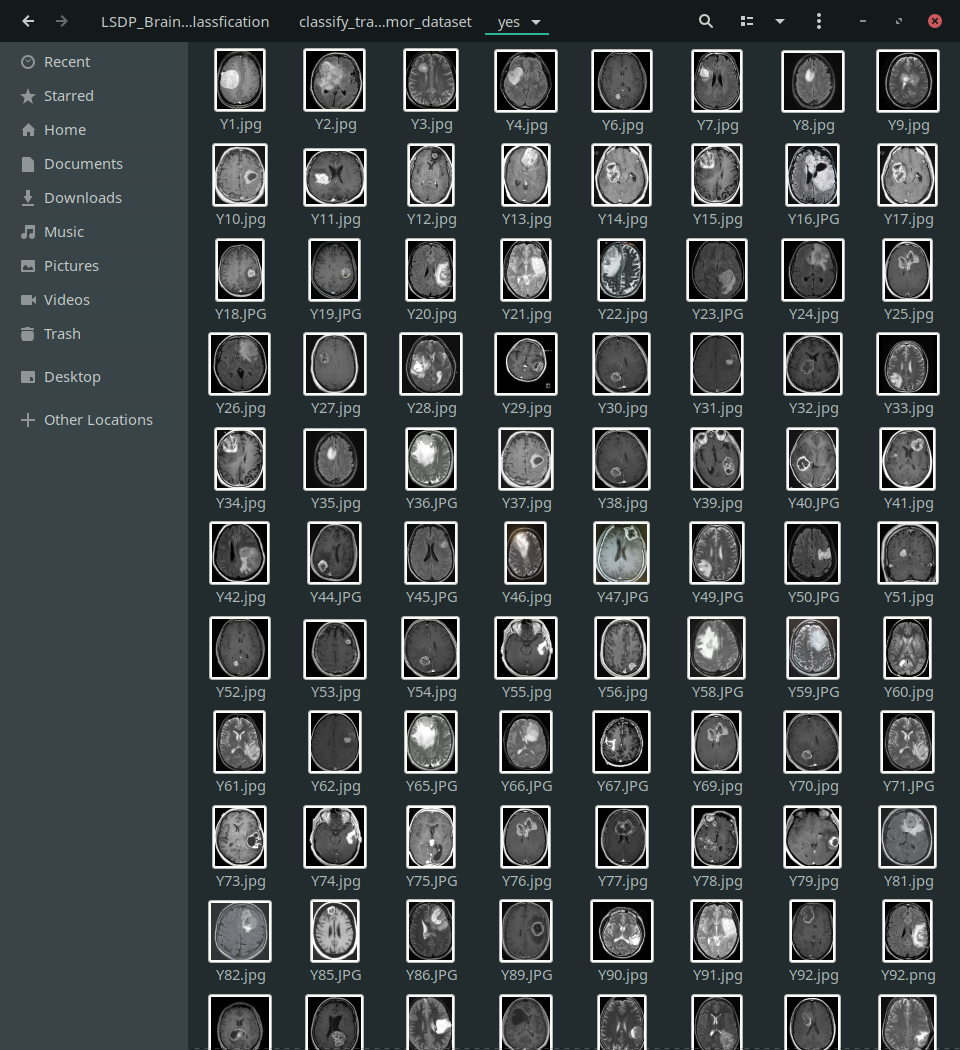 LSDP_Brain...lassfication classify_tra...mor_dataset yes
Recent
Starred
Home
Documents
Downloads
Music
Pictures
Videos
Trash
Desktop
Other Locations
Y1.jpg Y2.jpg Y3.jpg Y4.jpg Y6.jpg Y7.jpg Y8.jpg Y9.jpg
Y10.jpg Y11.jpg Y12.jpg Y13.jpg Y14.jpg Y15.jpg Y16.JPG Y17.jpg
Y18.JPG Y19.JPG Y20.jpg Y21.jpg Y22.jpg Y23.JPG Y24.jpg Y25.jpg
Y26.jpg Y27.jpg Y28.jpg Y29.jpg Y30.jpg Y31.jpg Y32.jpg Y33.jpg
Y34.jpg Y35.jpg Y36.JPG Y37.jpg Y38.jpg Y39.jpg Y40.JPG Y41.jpg
Y42.jpg Y44.JPG Y45.JPG Y46.jpg Y47.JPG Y49.JPG Y50.JPG Y51.jpg
Y52.jpg Y53.jpg Y54.jpg Y55.jpg Y56.jpg Y58.JPG Y59.JPG Y60.jpg
Y61.jpg Y62.jpg Y65.JPG Y66.JPG Y67.JPG Y69.jpg Y70.jpg Y71.JPG
Y73.jpg Y74.jpg Y75.JPG Y76.jpg Y77.jpg Y78.jpg Y79.jpg Y81.jpg
Y82.jpg Y85.JPG Y86.JPG Y89.JPG Y90.jpg Y91.jpg Y92.jpg Y92.png